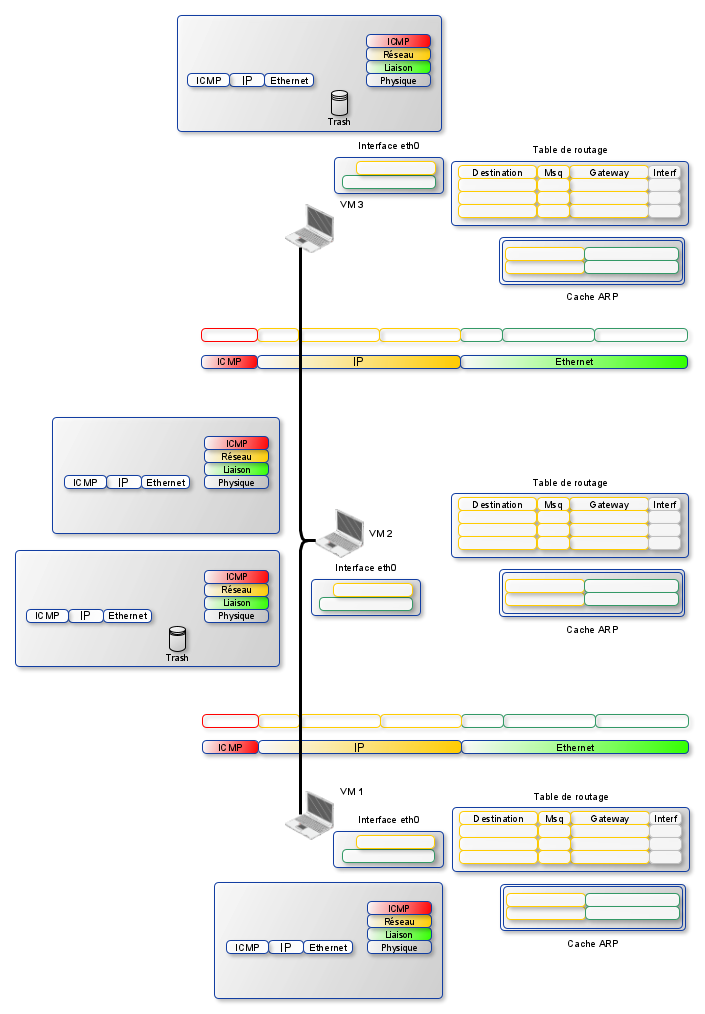 ICMP
Réseau
Liaison
ICMP IP Ethernet Physique
Trash
Interface eth0
Table de routage
Destination Msq Gateway Interf
VM 3
Cache ARP
ICMP IP Ethernet
ICMP
Réseau
Liaison
ICMP IP Ethernet Physique
Table de routage
Destination Msq Gateway Interf
VM 2
Interface eth0
Cache ARP
ICMP
Réseau
Liaison
ICMP IP Ethernet Physique
Trash
ICMP IP Ethernet
VM 1
Table de routage
Interface eth0
Destination Msq Gateway Interf
Cache ARP
ICMP
Réseau
Liaison
ICMP IP Ethernet Physique